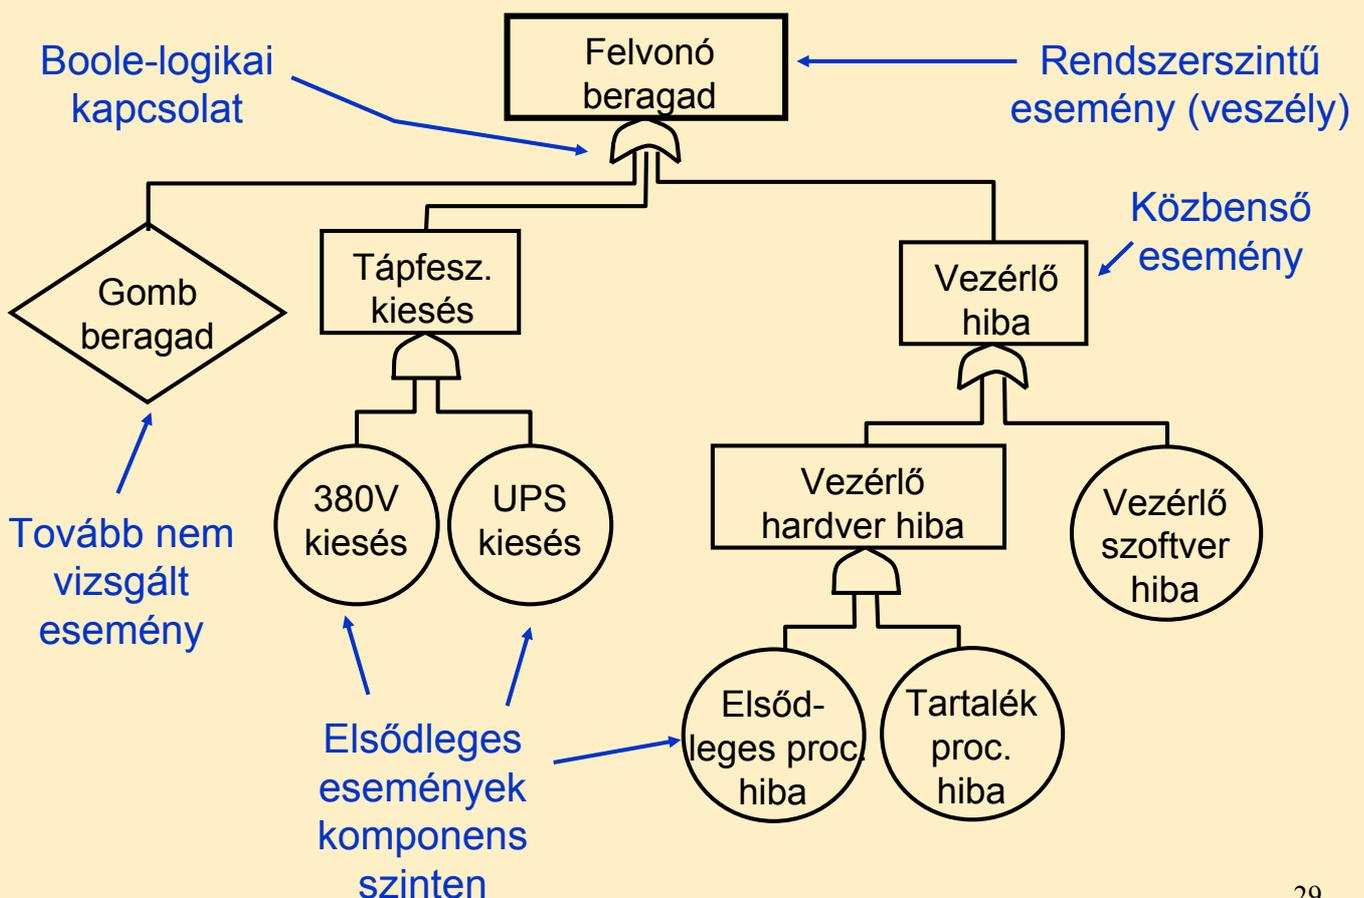 Boole-logikai
kapcsolat
Felvonó
beragad
Rendszerszintű
esemény (veszély)
Közbenső
esemény
Gomb
beragad
Tápfesz.
kiesés
Vezérlő
hiba
380V
kiesés
UPS
kiesés
Vezérlő
hardver hiba
Vezérlő
szoftver
hiba
Tovább nem
vizsgált
esemény
Elsődleges
események
komponens
szinten
Elsőd-
leges proc.
hiba
Tartalék
proc.
hiba
29